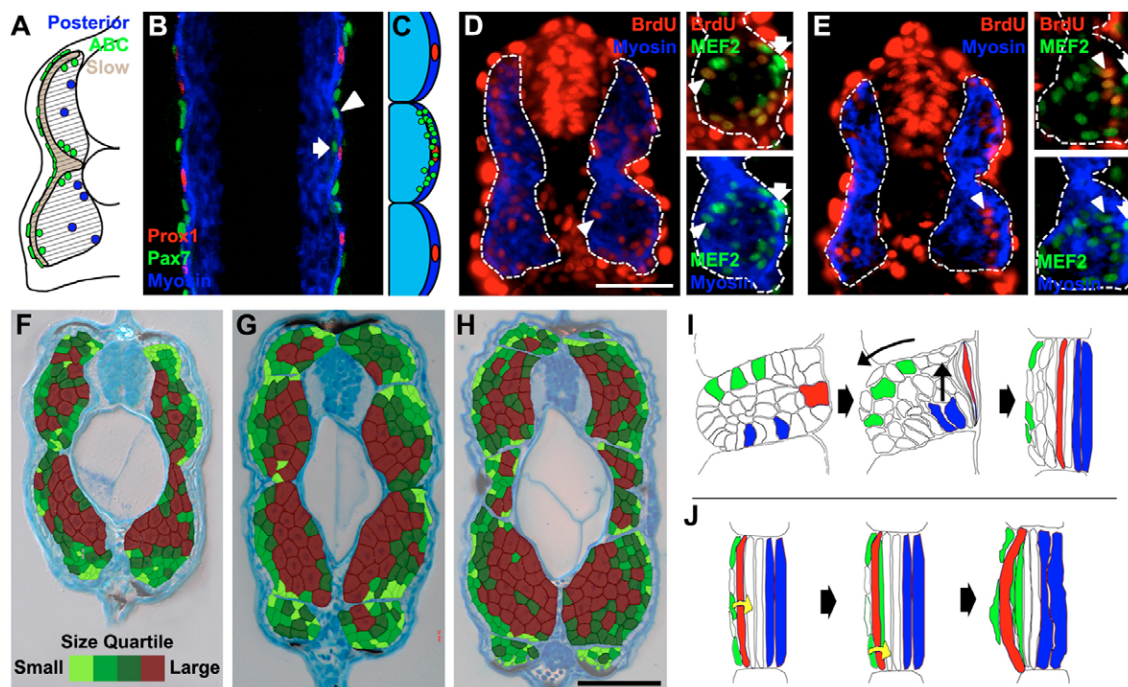 A
Posterior
ABC
Slow
B
Prox1
Pax7
Myosin
C
D
BrdU
Myosin
BrdU
MEF2
MEF2
Myosin
E
BrdU
Myosin
BrdU
MEF2
MEF2
Myosin
F
Size Quartile
Small
Large
G
H
I
J